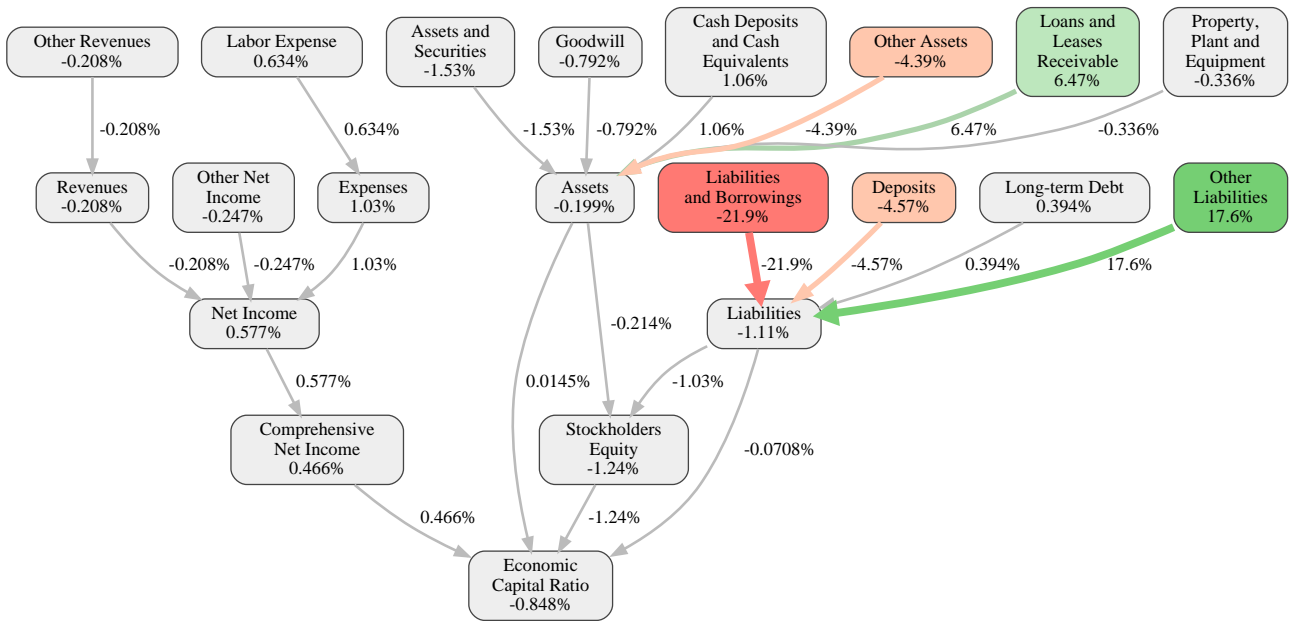 Other Revenues
-0.208%
Labor Expense
0.634%
Assets and
Securities
-1.53%
Goodwill
-0.792%
Cash Deposits
and Cash
Equivalents
1.06%
Other Assets
-4.39%
Loans and
Leases
Receivable
6.47%
Property,
Plant and
Equipment
-0.336%
-0.208%
0.634%
-1.53%
-0.792%
1.06%
-4.39%
6.47%
-0.336%
Revenues
-0.208%
Other Net
Income
-0.247%
Expenses
1.03%
Assets
-0.199%
Liabilities
and Borrowings
-21.9%
Deposits
-4.57%
Long-term Debt
0.394%
Other
Liabilities
17.6%
-0.208%
-0.247%
1.03%
-21.9%
-4.57%
0.394%
17.6%
Net Income
0.577%
Liabilities
-1.11%
-0.214%
0.577%
0.0145%
-1.03%
Comprehensive
Net Income
0.466%
Stockholders
Equity
-1.24%
-0.0708%
0.466%
-1.24%
Economic
Capital Ratio
-0.848%